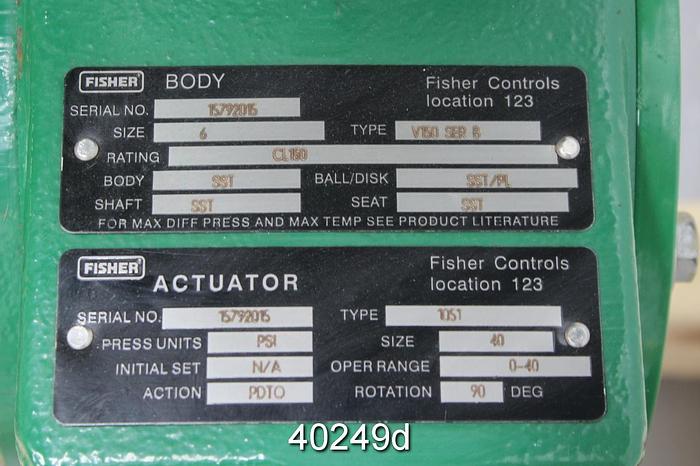 FISHER BODY Fisher Controls
location 123
SERIAL NO. 15792015
SIZE 6 TYPE V150 SER B
RATING CL150
BODY SST BALL/DISK SST/PL
SHAFT SST SEAT SST
FOR MAX DIFF PRESS AND MAX TEMP SEE PRODUCT LITERATURE
FISHER ACTUATOR Fisher Controls
location 123
SERIAL NO. 15792015 TYPE 1051
PRESS UNITS PSI SIZE 40
INITIAL SET N/A OPER RANGE 0-40
ACTION PDTO ROTATION 90 DEG
40249d